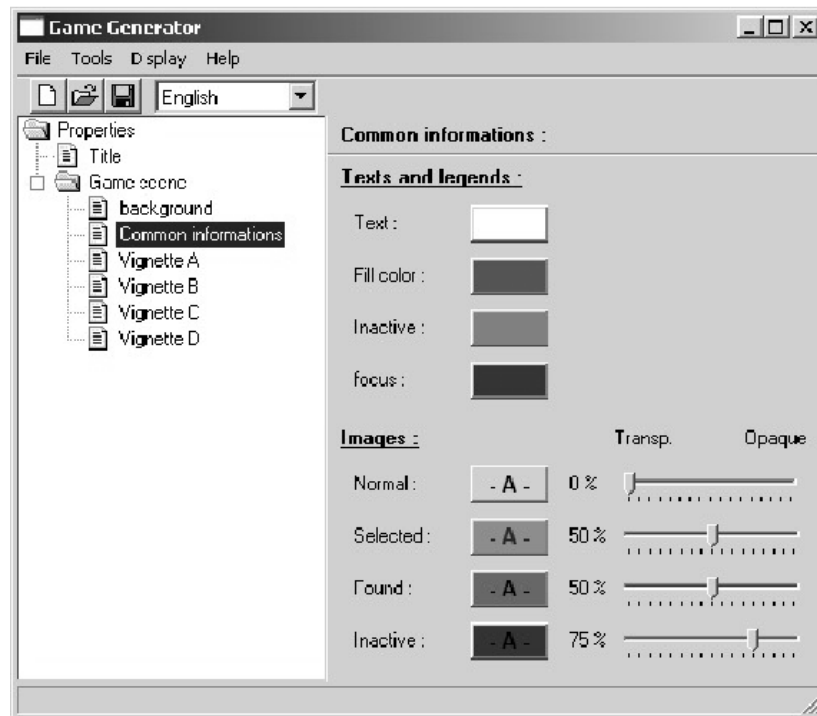 Game Generator
File Tools Display Help
English
Properties
Title
Game scene
background
Common informations
Vignette A
Vignette B
Vignette C
Vignette D
Common informations :
Texts and legends :
Text :
Fill color :
Inactive :
focus :
Images : Transp. Opaque
Normal : - A - 0 %
Selected : - A - 50 %
Found : - A - 50 %
Inactive : - A - 75 %